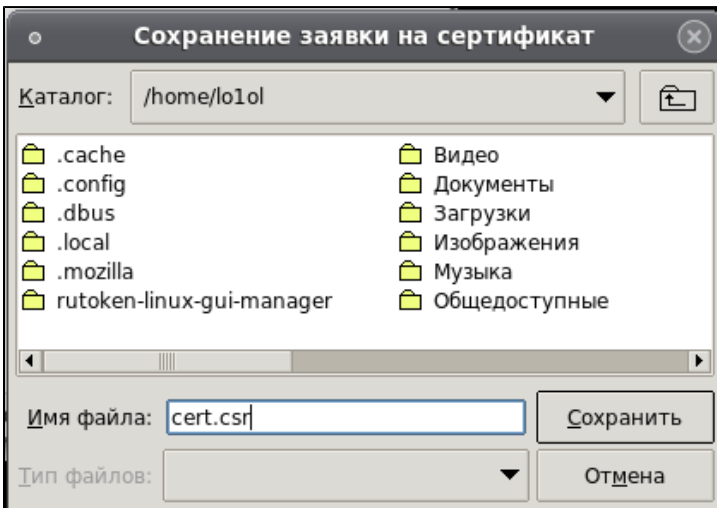 Сохранение заявки на сертификат
Каталог: /home/lo1ol
.cache
.config
.dbus
.local
.mozilla
rutoken-linux-gui-manager
Видео
Документы
Загрузки
Изображения
Музыка
Общедоступные
Имя файла: cert.csr Сохранить
Тип файлов: Отмена